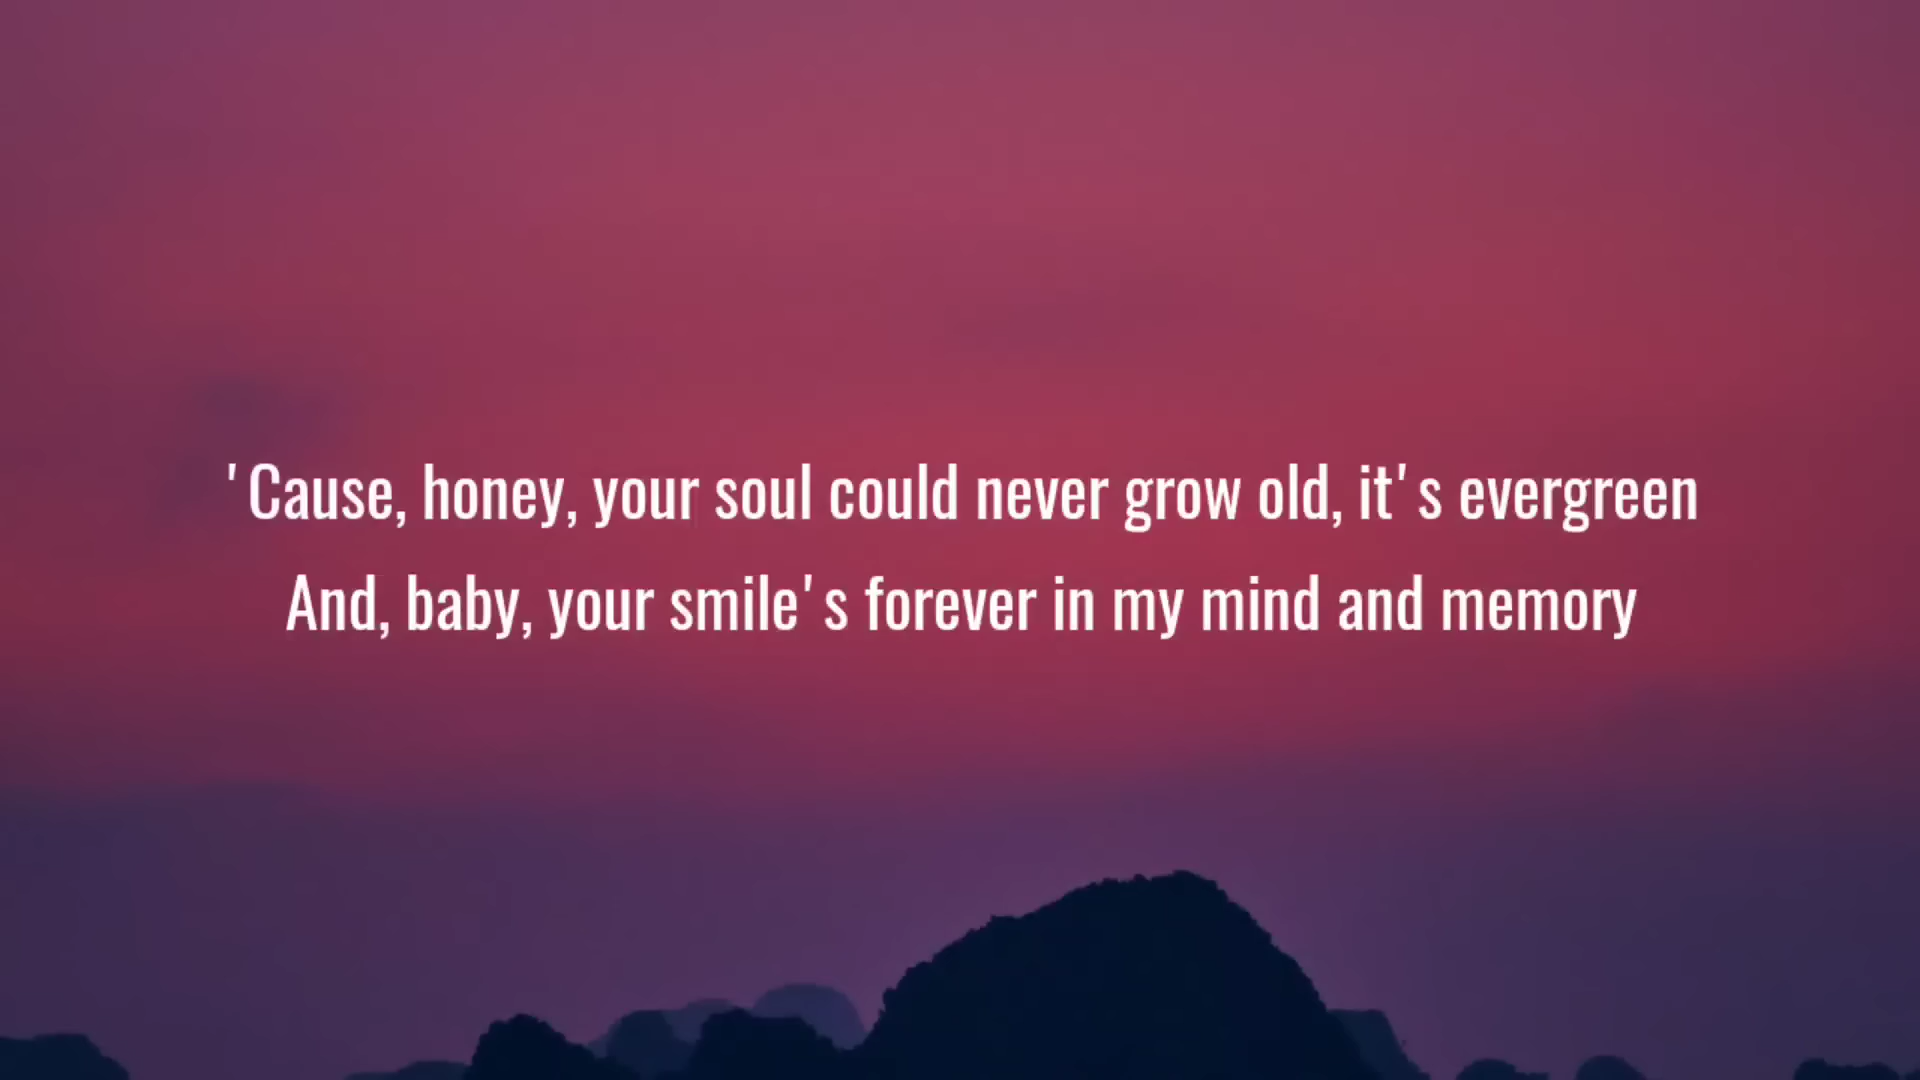 'Cause, honey, your soul could never grow old, it's evergreen
And, baby, your smile's forever in my mind and memory